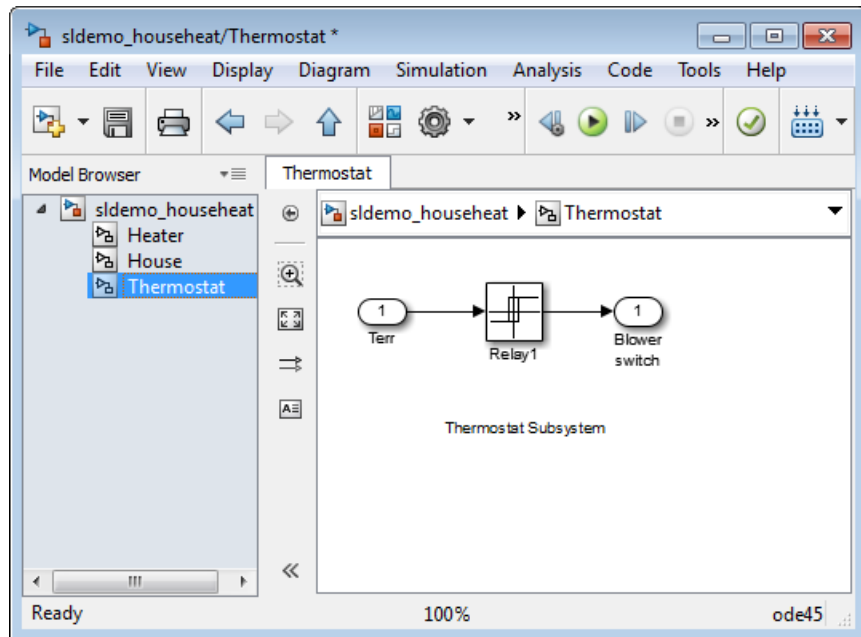 sldemo_househeat/Thermostat *
File Edit View Display Diagram Simulation Analysis Code Tools Help
» »
Model Browser
Thermostat
sldemo_househeat
Heater
House
Thermostat
sldemo_househeat Thermostat
1
Terr
Relay1
1
Blower
switch
Thermostat Subsystem
Ready 100% ode45